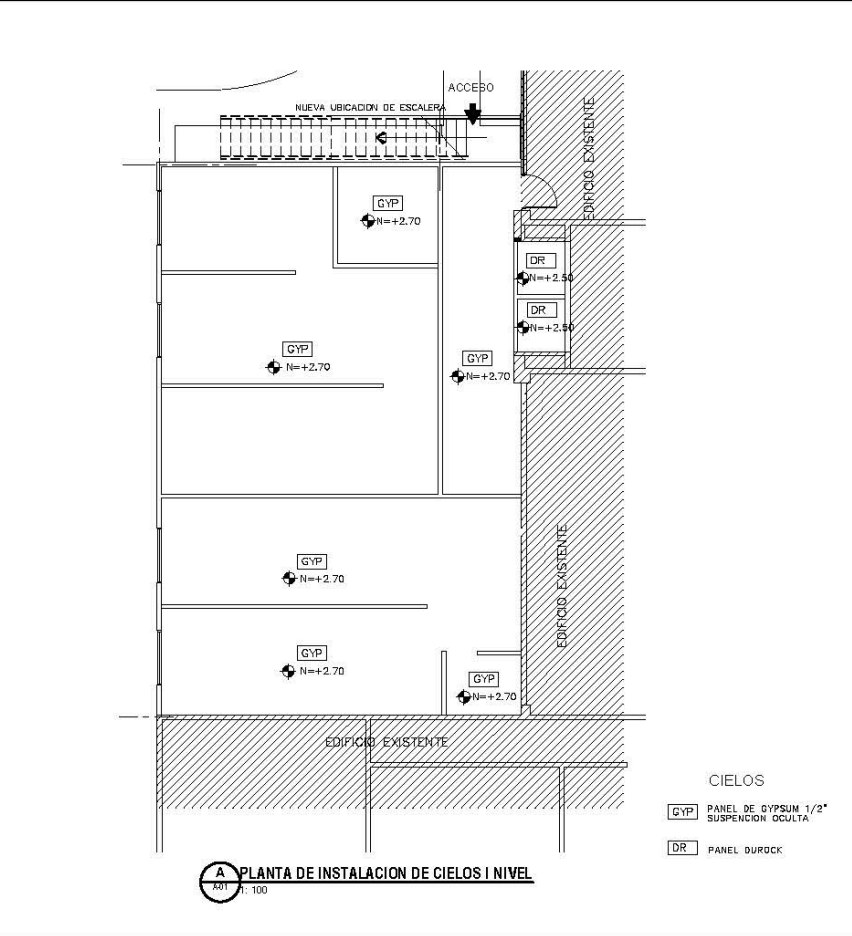 ACCESO
NUEVA UBICACION DE ESCALERA
EDIFICIO EXISTENTE
GYP
N=+2.70
DR
N=+2.50
DR
N=+2.50
GYP
N=+2.70
GYP
N=+2.70
EDIFICIO EXISTENTE
GYP
N=+2.70
GYP
N=+2.70
GYP
N=+2.70
EDIFICIO EXISTENTE
CIELOS
GYP PANEL DE GYPSUM 1/2"
SUSPENCION OCULTA
DR PANEL DUROCK
A
A-01
PLANTA DE INSTALACION DE CIELOS I NIVEL
1: 100